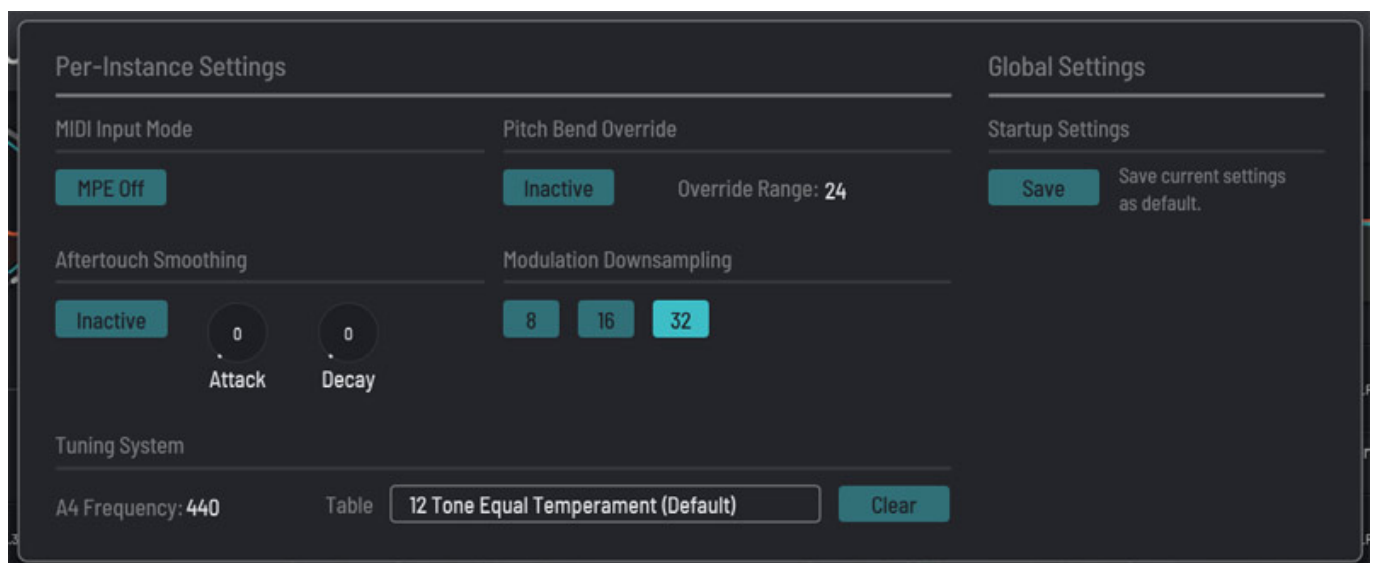 Per-Instance Settings
Global Settings
MIDI Input Mode
Pitch Bend Override
Startup Settings
MPE Off
Inactive
Override Range: 24
Save
Save current settings
as default.
Aftertouch Smoothing
Modulation Downsampling
Inactive
0
0
8
16
32
Attack
Decay
Tuning System
A4 Frequency: 440
Table
12 Tone Equal Temperament (Default)
Clear